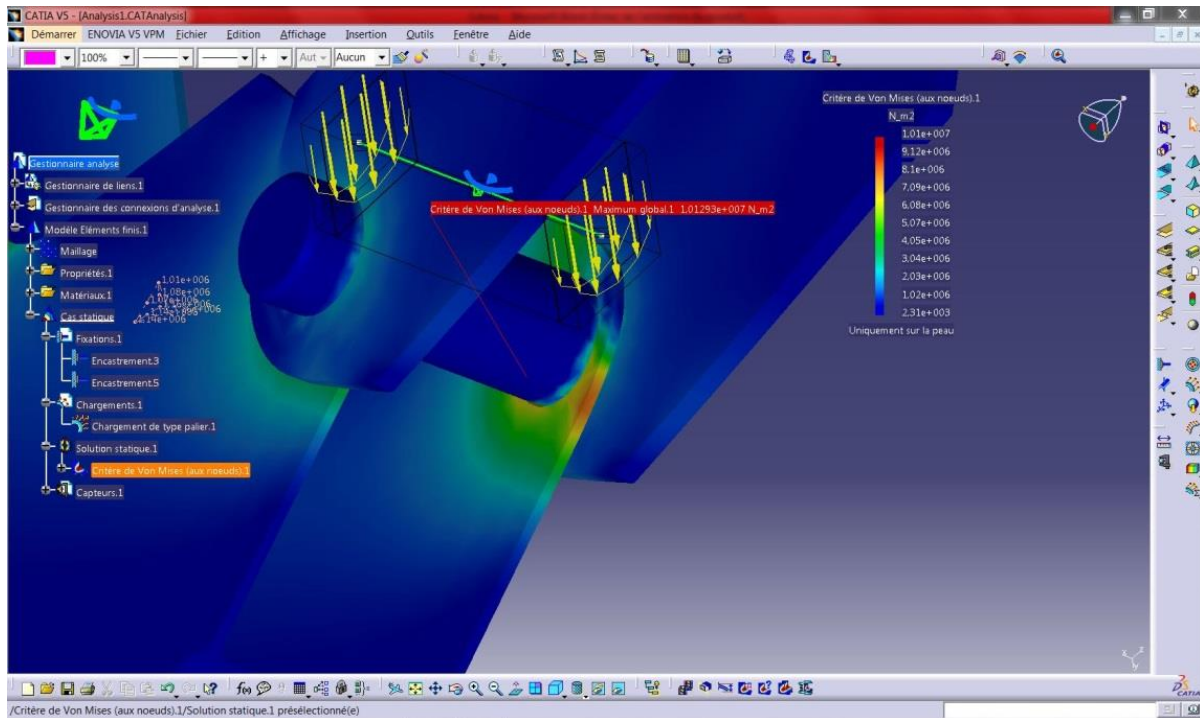 CATIA V5 - [Analysis1.CATAnalysis]
Démarrer ENOVIA V5 VPM Fichier Edition Affichage Insertion Outils Fenêtre Aide
100% Aut Aucun
Critère de Von Mises (aux noeuds).1
N_m2
1,01e+007
9,12e+006
8,1e+006
7,09e+006
6,08e+006
5,07e+006
4,05e+006
3,04e+006
2,03e+006
1,02e+006
2,31e+003
Uniquement sur la peau
Critère de Von Mises (aux noeuds).1 Maximum global.1 1,01293e+007 N_m2
Gestionnaire analyse
Gestionnaire de liens.1
Gestionnaire des connexions d'analyse.1
Modèle Eléments finis.1
Maillage
Propriétés.1
Matériaux.1
Cas statique
Fixations.1
Encastrement.3
Encastrement.5
Chargements.1
Chargement de type palier.1
Solution statique.1
Critère de Von Mises (aux noeuds).1
Capteurs.1
1,01e+006
1,08e+006
/Critère de Von Mises (aux noeuds).1/Solution statique.1 présélectionné(e)
CATIA